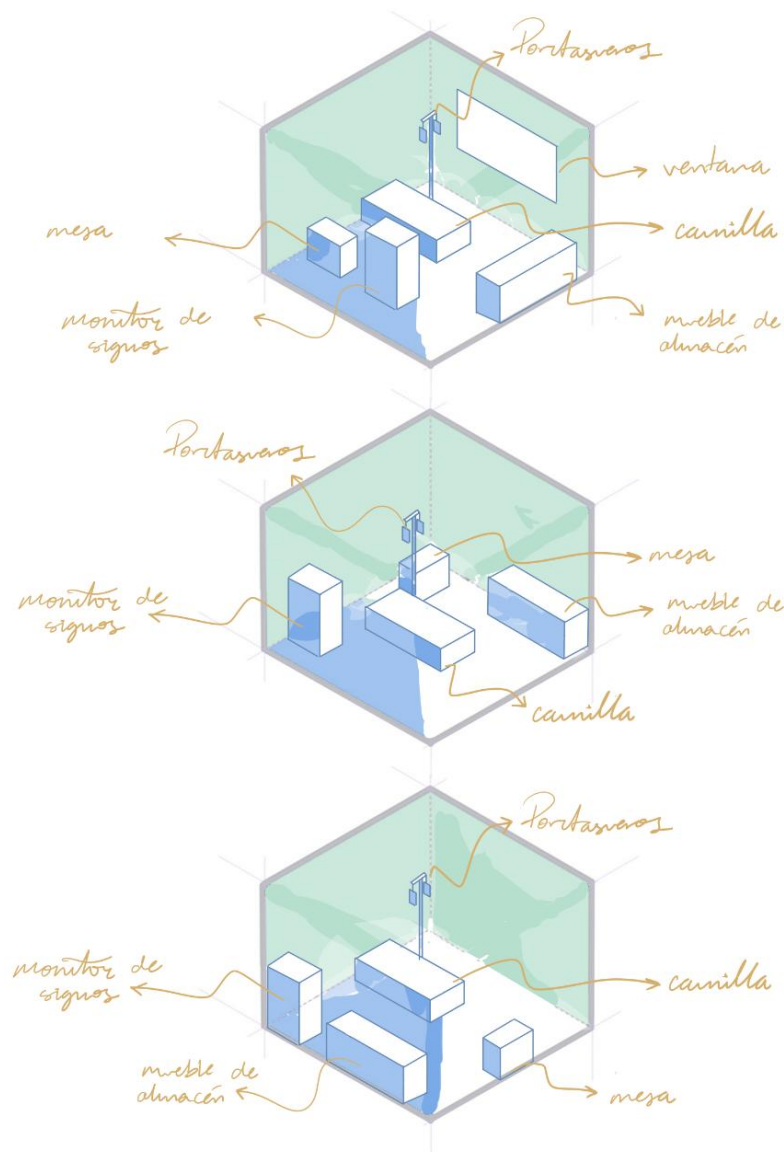 Portasueros
ventana
mesa
camilla
monitor de
signos
mueble de
almacén
Portasueros
mesa
monitor de
signos
mueble de
almacén
camilla
Portasueros
monitor de
signos
camilla
mueble de
almacén
mesa